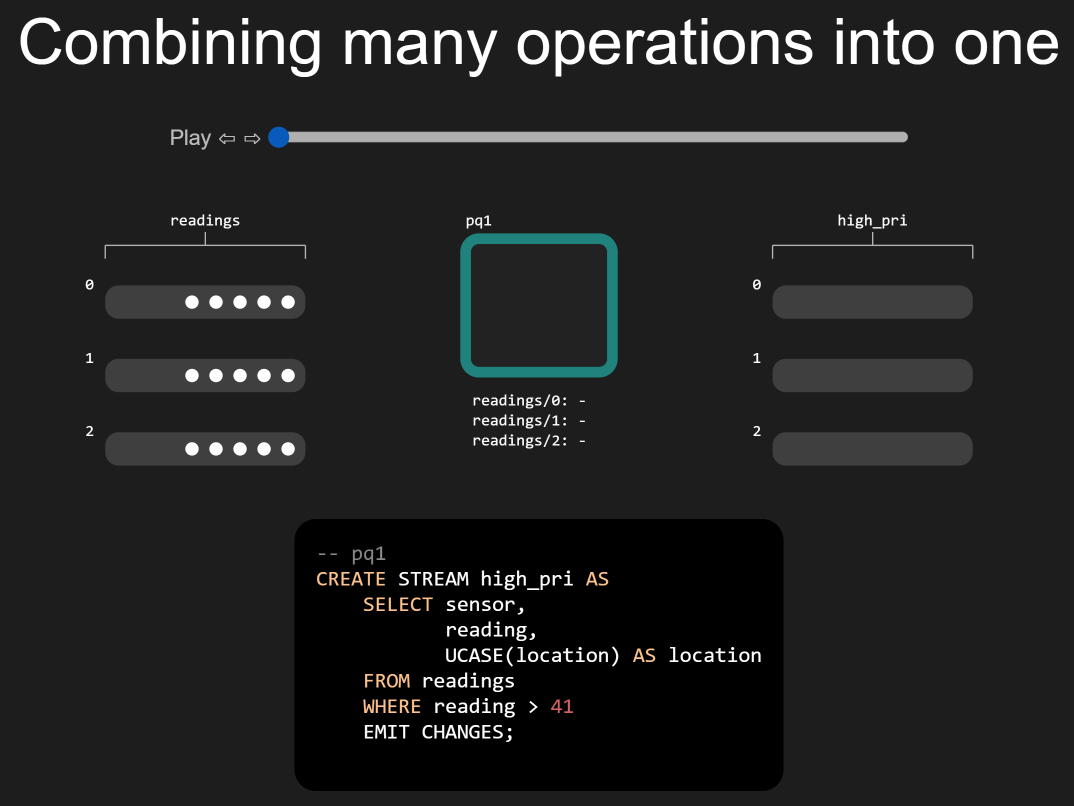 Combining many operations into one
Play ⇦ ⇨
readings
pq1
high_pri
0
0
1
1
2
2
readings/0: -
readings/1: -
readings/2: -
-- pq1
CREATE STREAM high_pri AS
    SELECT sensor,
           reading,
           UCASE(location) AS location
    FROM readings
    WHERE reading > 41
    EMIT CHANGES;